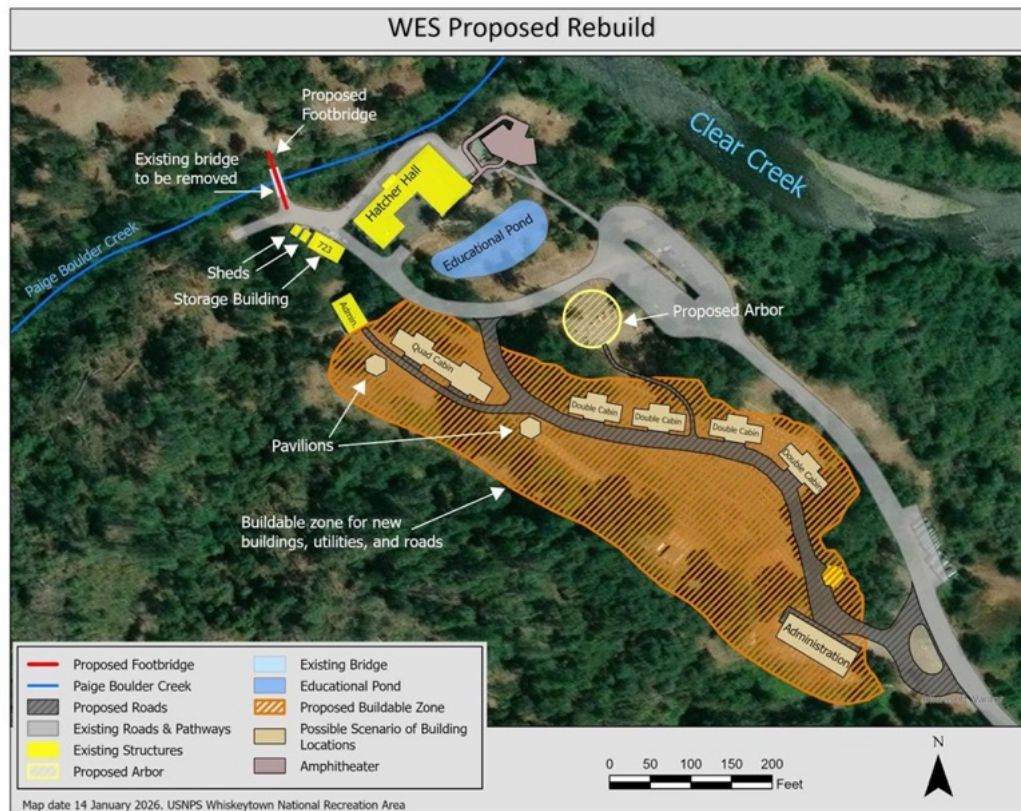 WES Proposed Rebuild
Proposed
Footbridge
Existing bridge
to be removed
Clear Creek
Hatcher Hall
Paige Boulder Creek
723
Sheds
Storage Building
Educational Pond
Admin.
Proposed Arbor
Quad Cabin
Double Cabin
Double Cabin
Double Cabin
Double Cabin
Pavilions
Buildable zone for new
buildings, utilities, and roads
Administration
Proposed Footbridge
Paige Boulder Creek
Proposed Roads
Existing Roads & Pathways
Existing Structures
Proposed Arbor
Existing Bridge
Educational Pond
Proposed Buildable Zone
Possible Scenario of Building
Locations
Amphitheater
0 50 100 150 200
Feet
N
Map date 14 January 2026. USNPS Whiskeytown National Recreation Area